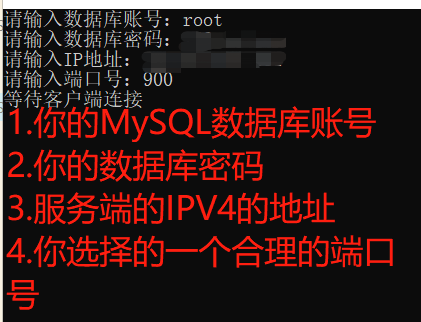 请输入数据库账号：root
请输入数据库密码：
请输入IP地址：
请输入端口号：900
等待客户端连接
1.你的MySQL数据库账号
2.你的数据库密码
3.服务端的IPV4的地址
4.你选择的一个合理的端口
号